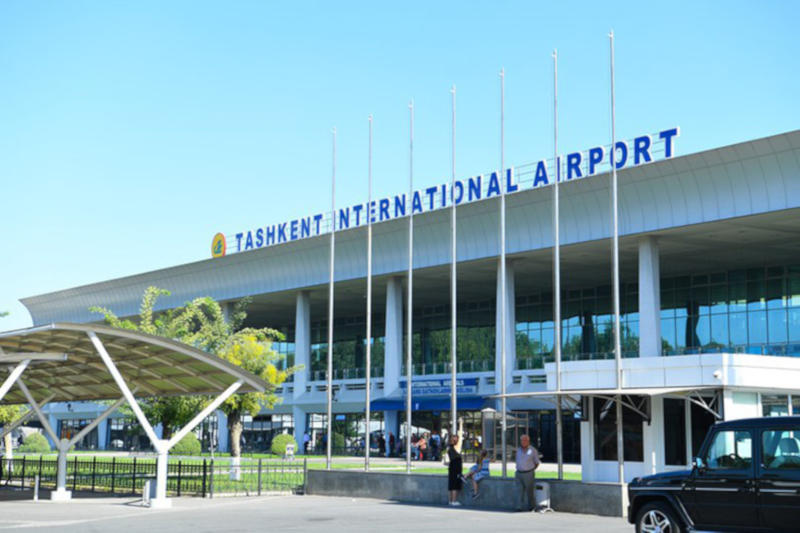 TASHKENT INTERNATIONAL AIRPORT
INTERNATIONAL ARRIVALS